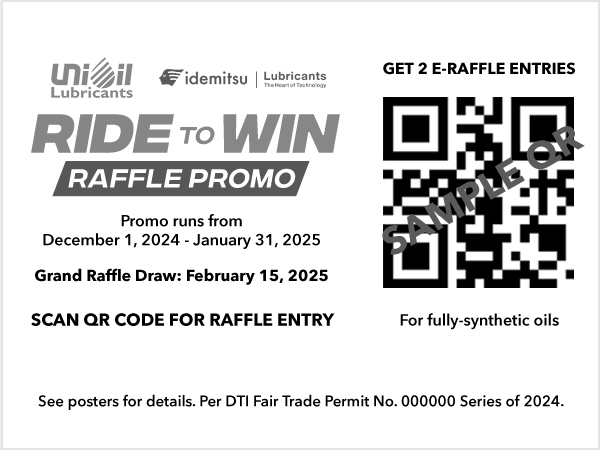 UNIOIL
Lubricants
idemitsu
Lubricants
The Heart of Technology
RIDE TO WIN
RAFFLE PROMO
Promo runs from
December 1, 2024 - January 31, 2025
Grand Raffle Draw: February 15, 2025
SCAN QR CODE FOR RAFFLE ENTRY
GET 2 E-RAFFLE ENTRIES
SAMPLE QR
For fully-synthetic oils
See posters for details. Per DTI Fair Trade Permit No. 000000 Series of 2024.